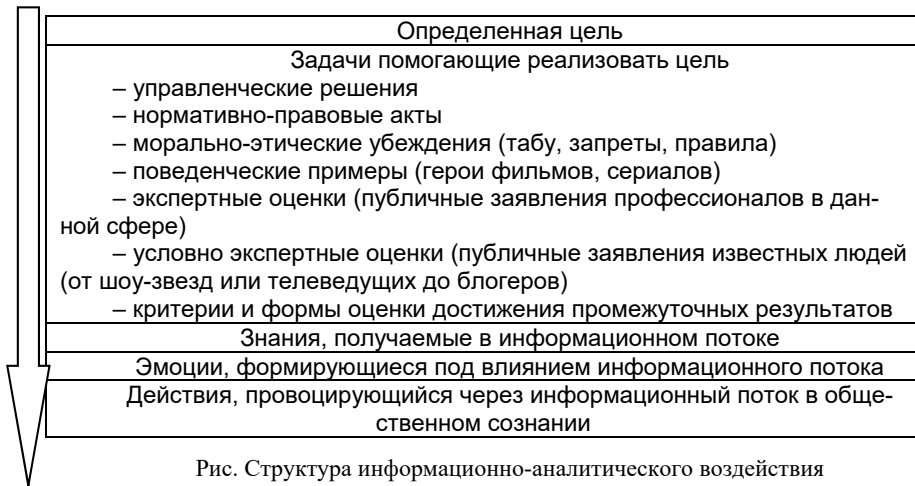 Определенная цель
Задачи помогающие реализовать цель
– управленческие решения
– нормативно-правовые акты
– морально-этические убеждения (табу, запреты, правила)
– поведенческие примеры (герои фильмов, сериалов)
– экспертные оценки (публичные заявления профессионалов в дан-
ной сфере)
– условно экспертные оценки (публичные заявления известных людей
(от шоу-звезд или телеведущих до блогеров)
– критерии и формы оценки достижения промежуточных результатов
Знания, получаемые в информационном потоке
Эмоции, формирующиеся под влиянием информационного потока
Действия, провоцирующийся через информационный поток в обще-
ственном сознании
Рис. Структура информационно-аналитического воздействия